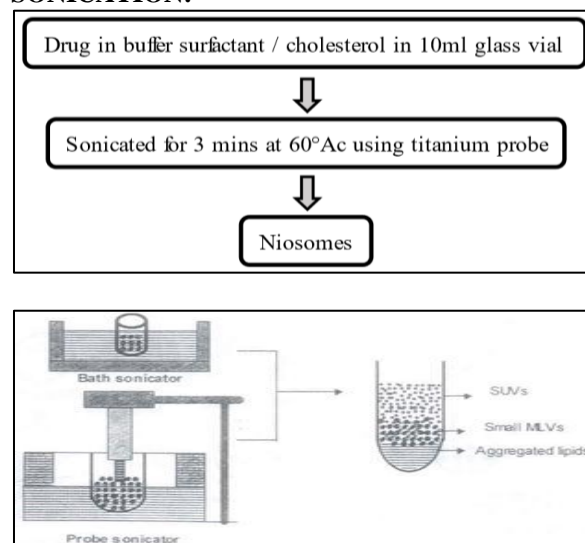 SONICATION:
Drug in buffer surfactant / cholesterol in 10ml glass vial
Sonicated for 3 mins at 60°Ac using titanium probe
Niosomes
Bath sonicator
SUVs
Small MLVs
Aggregated lipids
Probe sonicator